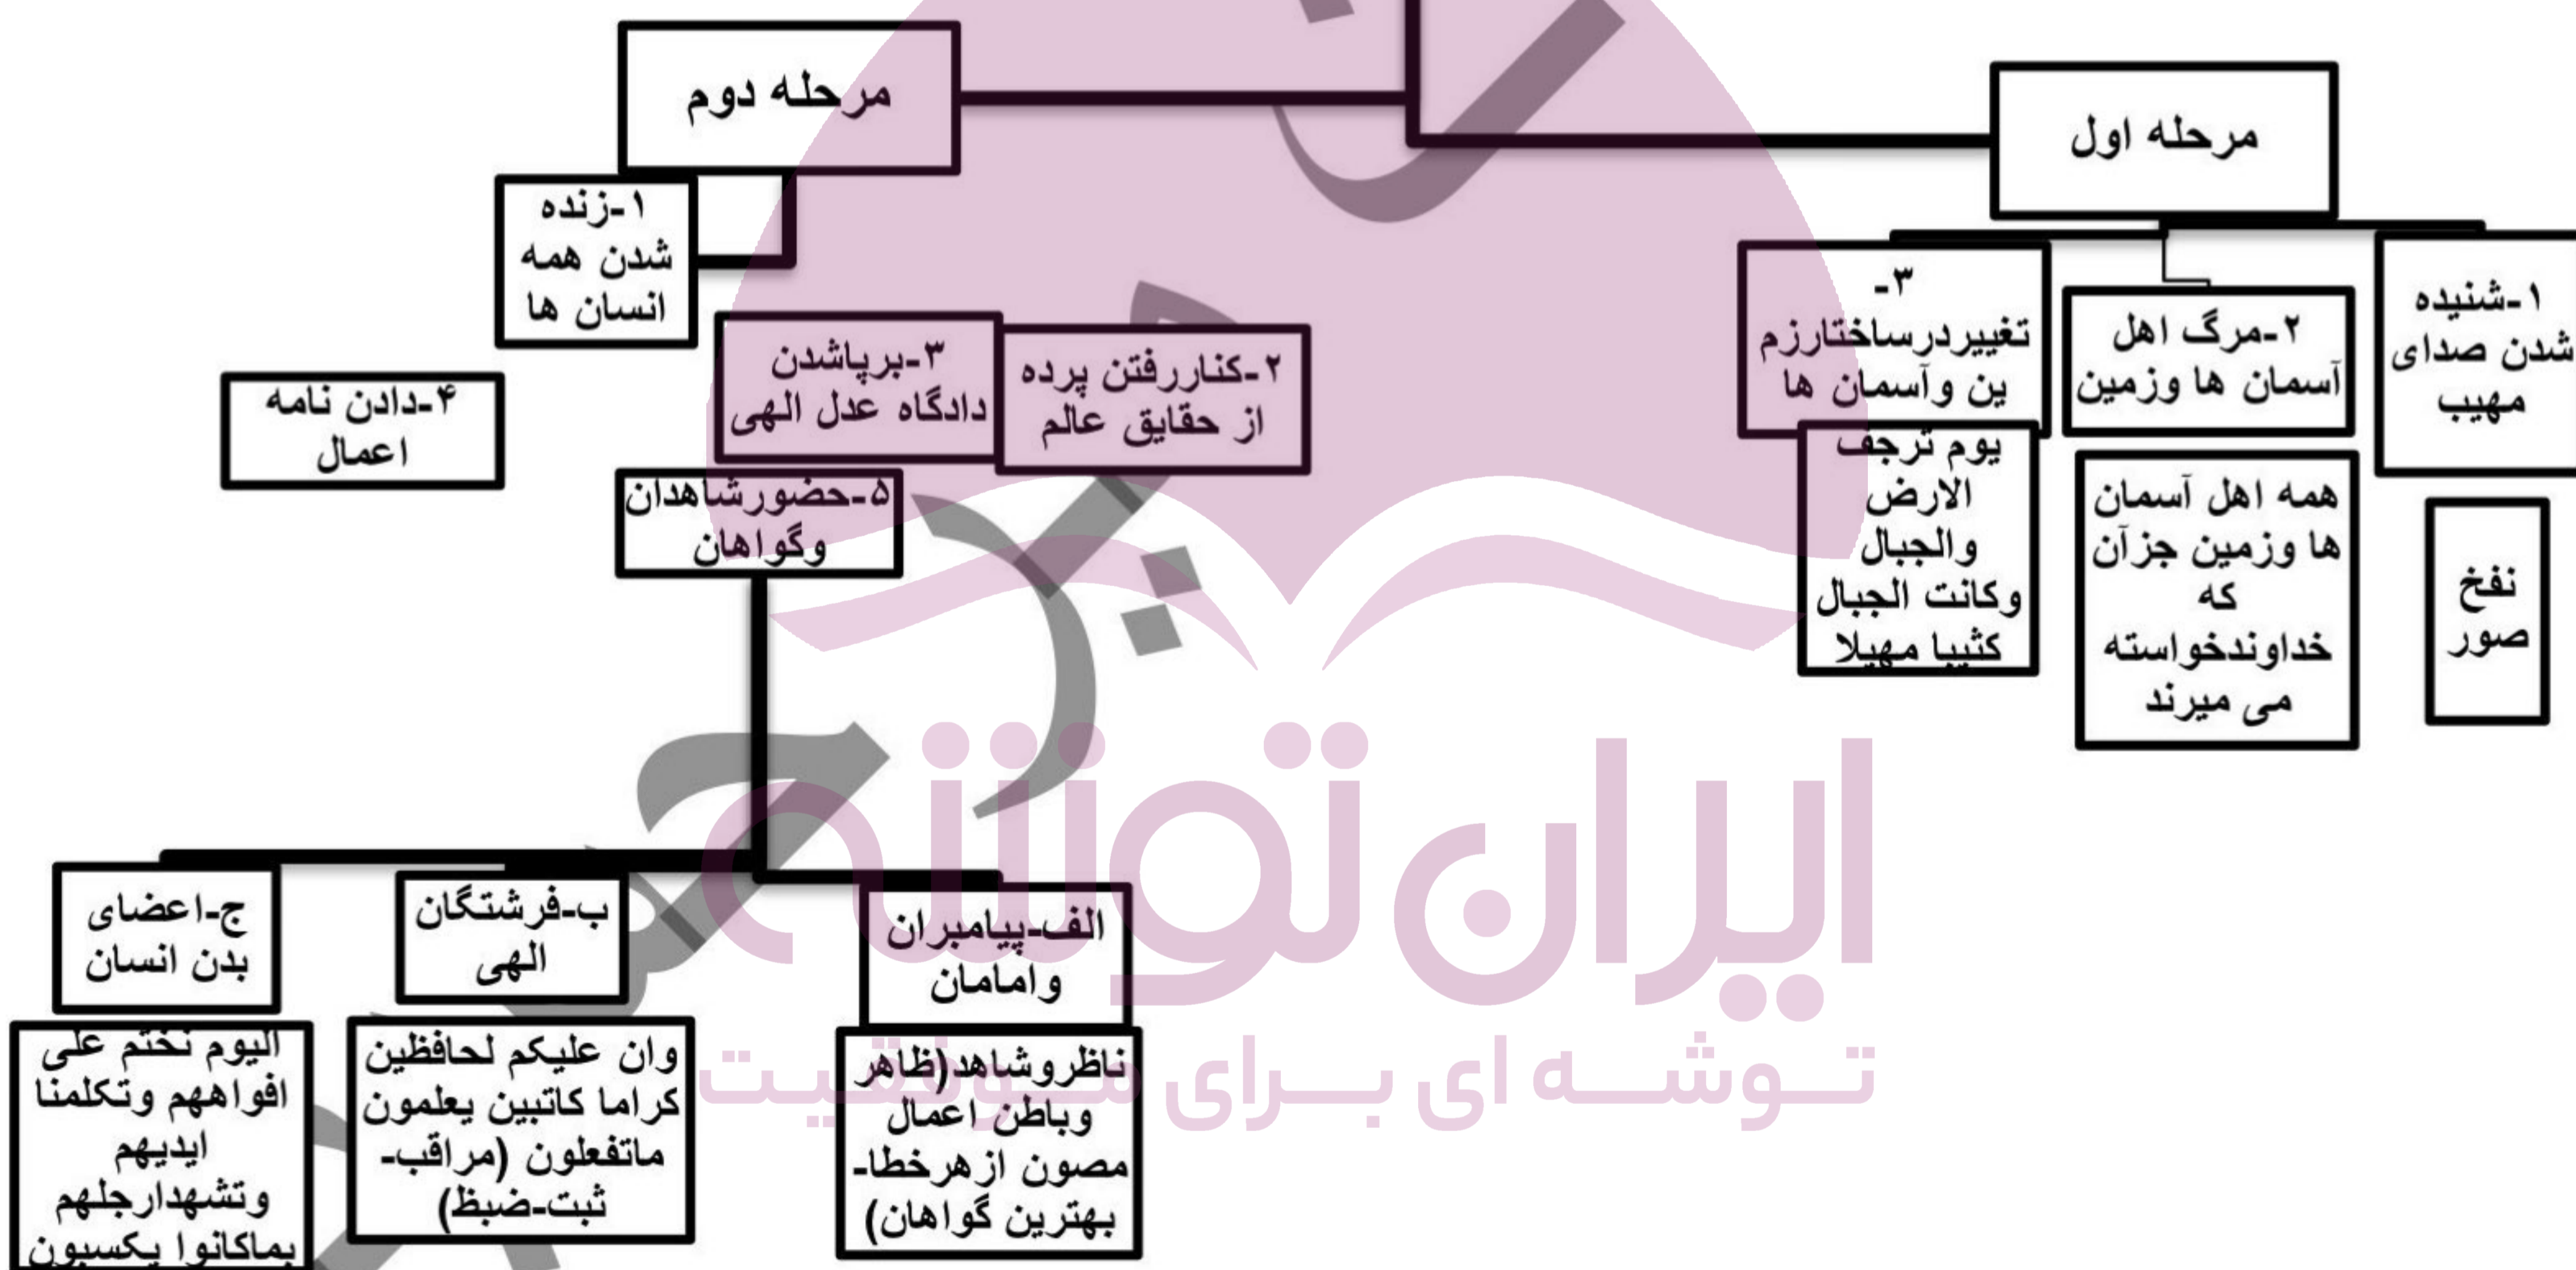 مرحله اول
۱-شنیده
شدن صدای
مهیب
نفخ
صور
۲-مرگ اهل
آسمان ها وزمین
همه اهل آسمان
ها وزمین جزآن
که
خداوندخواسته
می میرند
۳-
تغییردرساختارزم
ین وآسمان ها
یوم ترجف
الارض
والجبال
وکانت الجبال
کثیبا مهیلا
مرحله دوم
۱-زنده
شدن همه
انسان ها
۲-کناررفتن پرده
از حقایق عالم
۳-برپاشدن
دادگاه عدل الهی
۴-دادن نامه
اعمال
۵-حضورشاهدان
وگواهان
الف-پیامبران
وامامان
ناظروشاهد(ظاهر
وباطن اعمال
مصون ازهرخطا-
بهترین گواهان)
ب-فرشتگان
الهی
وان علیکم لحافظین
کراما کاتبین یعلمون
ماتفعلون (مراقب-
ثبت-ضبظ)
ج-اعضای
بدن انسان
الیوم نختم علی
افواههم وتکلمنا
ایدیهم
وتشهدارجلهم
بماکانوا یکسبون
ایران توشه
توشه ای برای موفقیت